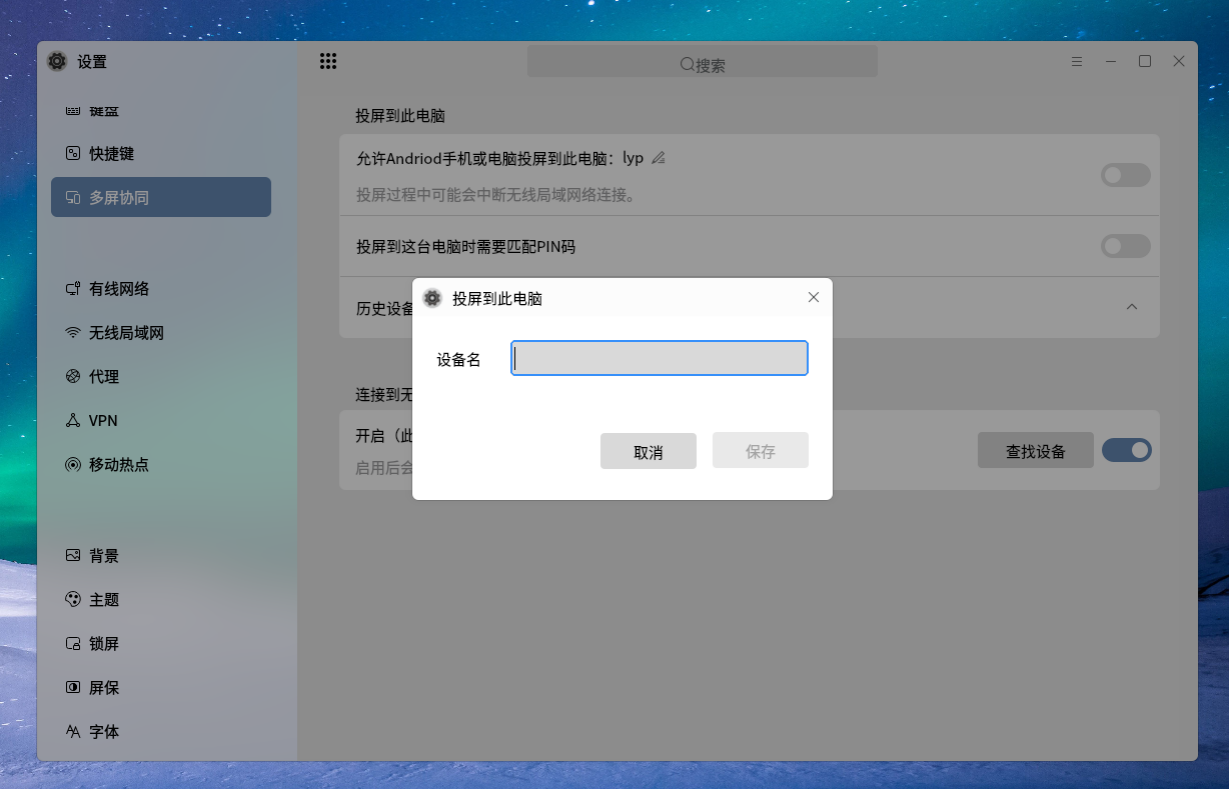 设置
搜索
键盘
快捷键
多屏协同
有线网络
无线局域网
代理
VPN
移动热点
背景
主题
锁屏
屏保
字体
投屏到此电脑
允许Andriod手机或电脑投屏到此电脑：lyp
投屏过程中可能会中断无线局域网络连接。
投屏到这台电脑时需要匹配PIN码
历史设备
连接到无
开启（此
启用后会
查找设备
投屏到此电脑
设备名
取消
保存